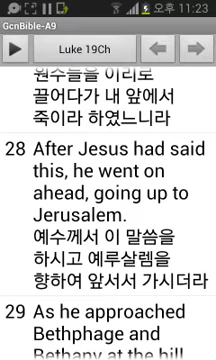 오후 11:23
GcnBible-A9
Luke 19Ch
원수들을 이리로
끌어다가 내 앞에서
죽이라 하였느니라
28 After Jesus had said
this, he went on
ahead, going up to
Jerusalem.
예수께서 이 말씀을
하시고 예루살렘을
향하여 앞서서 가시더라
29 As he approached
Bethphage and
Bethany at the hill